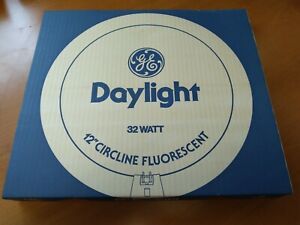 GE
Daylight
32 WATT
12" CIRCLINE FLUORESCENT